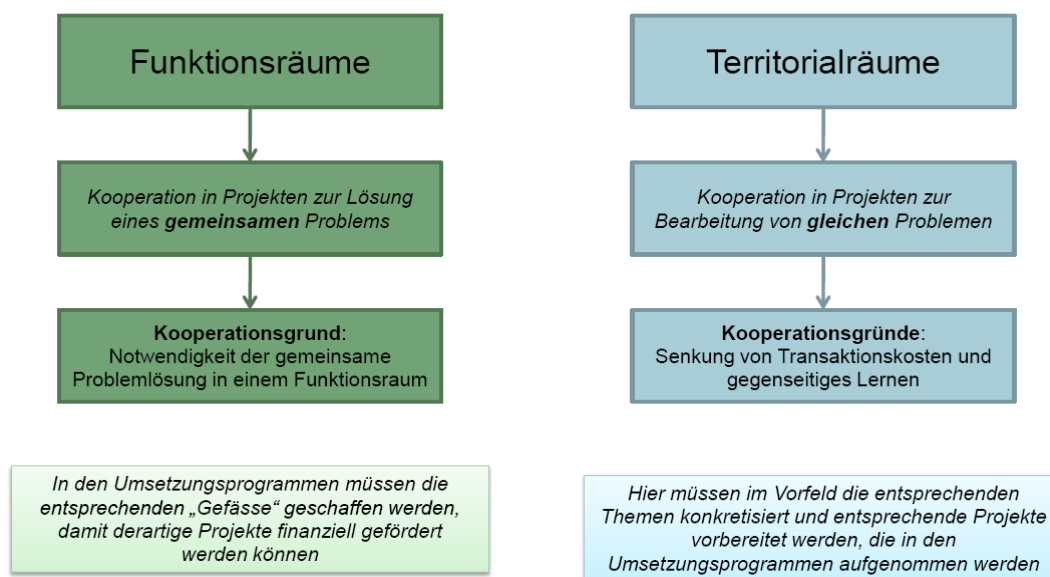 Funktionsräume
Kooperation in Projekten zur Lösung
eines gemeinsamen Problems
Kooperationsgrund:
Notwendigkeit der gemeinsame
Problemlösung in einem Funktionsraum
In den Umsetzungsprogrammen müssen die
entsprechenden „Gefässe“ geschaffen werden,
damit derartige Projekte finanziell gefördert
werden können
Territorialräume
Kooperation in Projekten zur
Bearbeitung von gleichen Problemen
Kooperationsgründe:
Senkung von Transaktionskosten und
gegenseitiges Lernen
Hier müssen im Vorfeld die entsprechenden
Themen konkretisiert und entsprechende Projekte
vorbereitet werden, die in den
Umsetzungsprogrammen aufgenommen werden